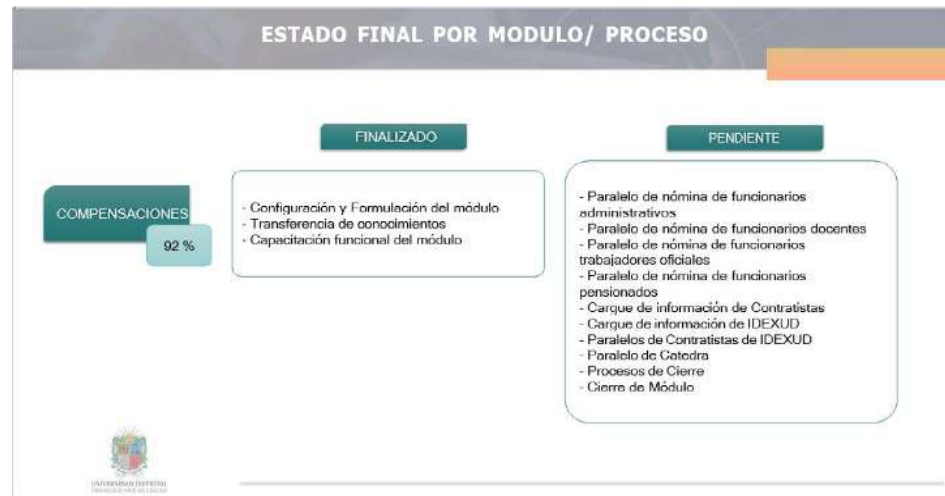 ESTADO FINAL POR MODULO/ PROCESO
FINALIZADO
PENDIENTE
COMPENSACIONES
92 %
- Configuración y Formulación del módulo
- Transferencia de conocimientos
- Capacitación funcional del módulo
- Paralelo de nómina de funcionarios
administrativos
- Paralelo de nómina de funcionarios docentes
- Paralelo de nómina de funcionarios
trabajadores oficiales
- Paralelo de nómina de funcionarios
pensionados
- Cargue de información de Contratistas
- Cargue de información de IDEXUD
- Paralelos de Contratistas de IDEXUD
- Paralelo de Catedra
- Procesos de Cierre
- Cierre de Módulo
UNIVERSIDAD DISTRITAL